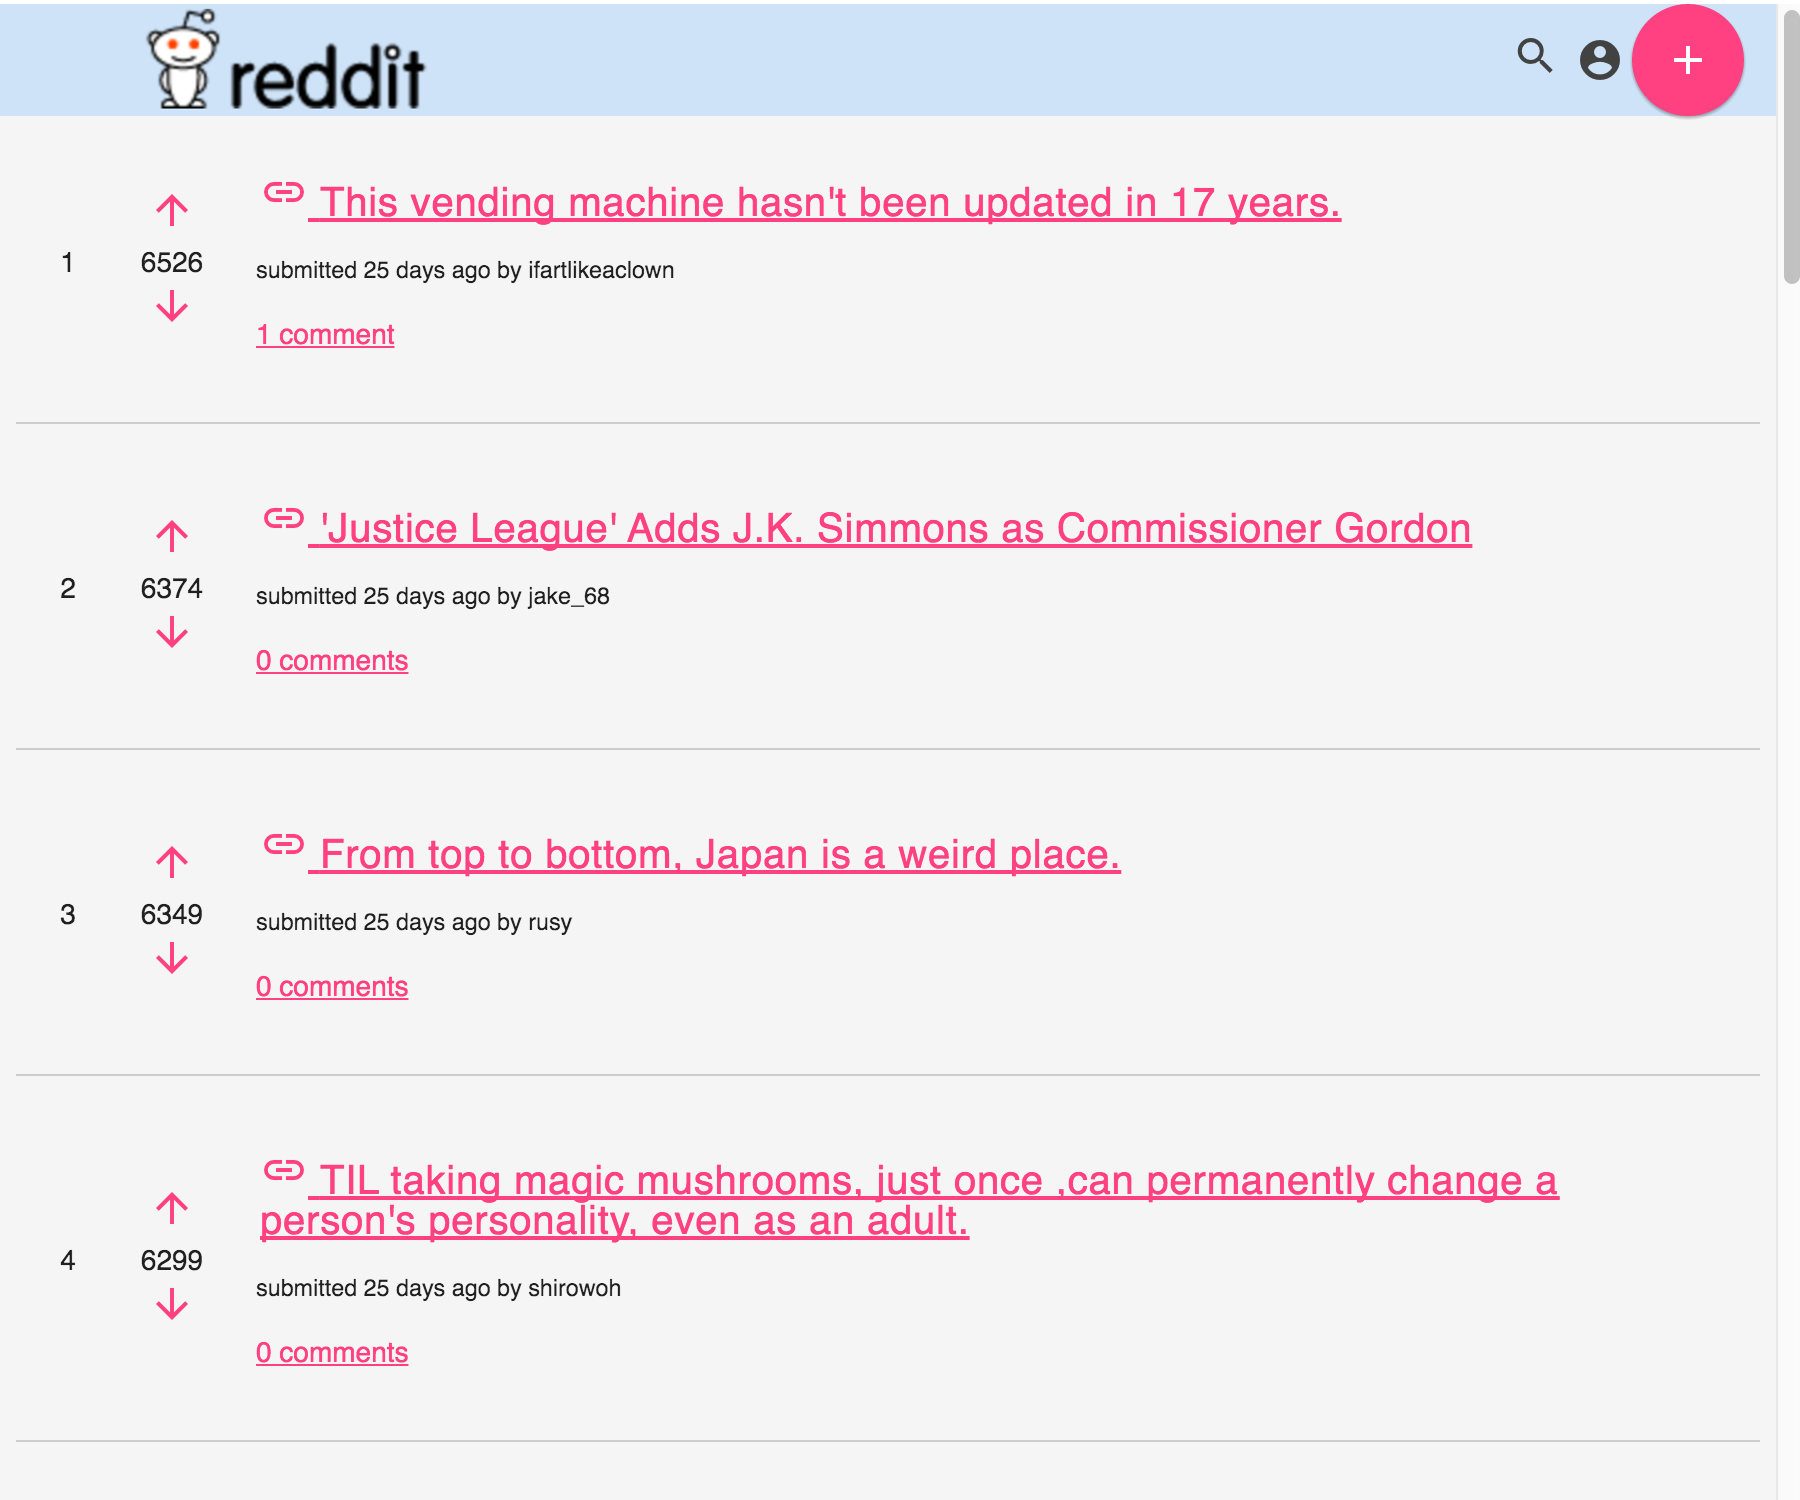 reddit
This vending machine hasn't been updated in 17 years.
1
6526
submitted 25 days ago by ifartlikeaclown
1 comment
'Justice League' Adds J.K. Simmons as Commissioner Gordon
2
6374
submitted 25 days ago by jake_68
0 comments
From top to bottom, Japan is a weird place.
3
6349
submitted 25 days ago by rusy
0 comments
TIL taking magic mushrooms, just once ,can permanently change a
person's personality, even as an adult.
4
6299
submitted 25 days ago by shirowoh
0 comments